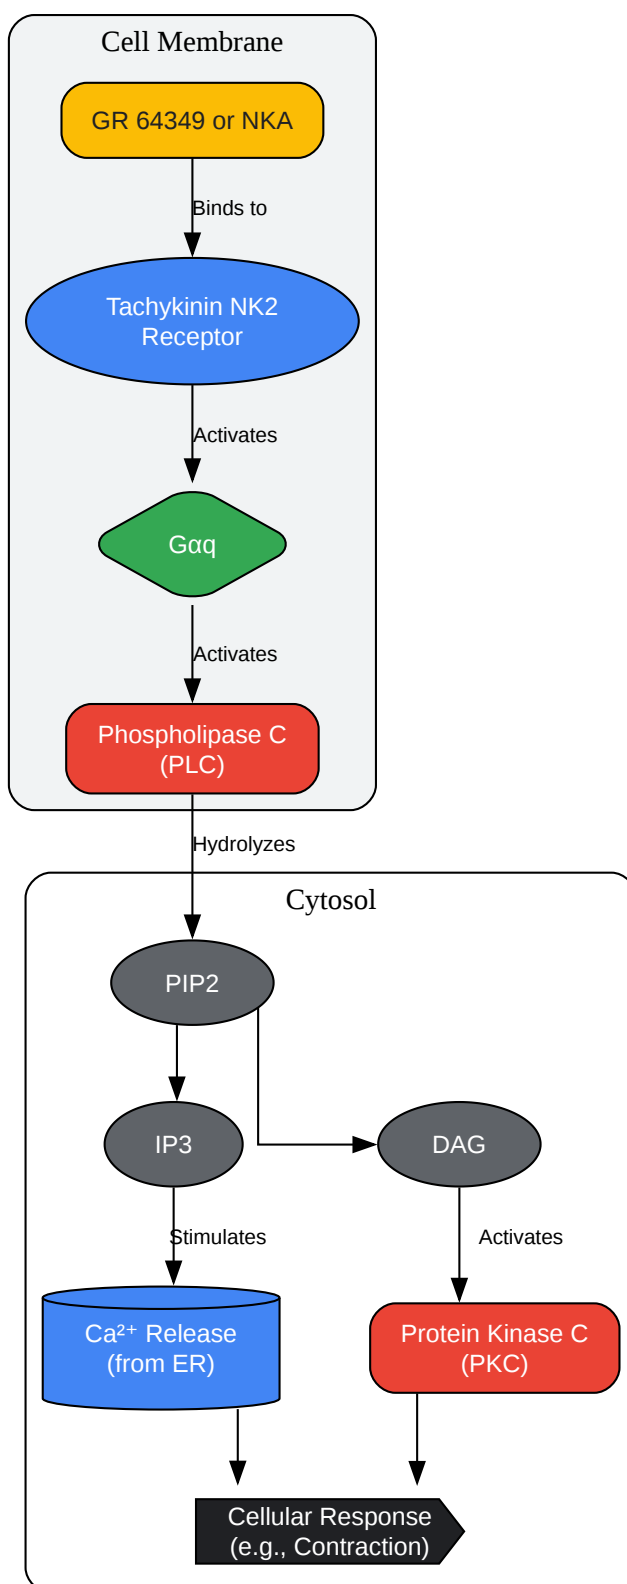 Cell Membrane
GR 64349 or NKA
Binds to
Tachykinin NK2
Receptor
Activates
Gαq
Activates
Phospholipase C
(PLC)
Hydrolyzes
Cytosol
PIP2
IP3
DAG
Stimulates
Activates
Ca²⁺ Release
(from ER)
Protein Kinase C
(PKC)
Cellular Response
(e.g., Contraction)